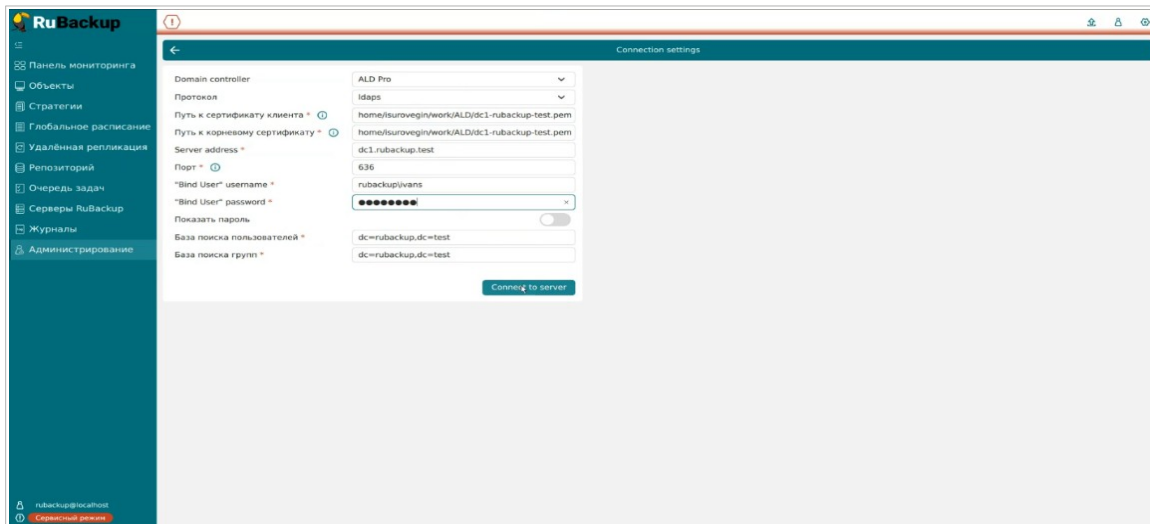 RuBackup
Connection settings
Панель мониторинга
Объекты
Стратегии
Глобальное расписание
Удалённая репликация
Репозиторий
Очередь задач
Серверы RuBackup
Журналы
Администрирование
Domain controller ALD Pro
Протокол ldaps
Путь к сертификату клиента * home/isurovegin/work/ALD/dc1-rubackup-test.pem
Путь к корневому сертификату * home/isurovegin/work/ALD/dc1-rubackup-test.pem
Server address * dc1.rubackup.test
Порт * 636
"Bind User" username * rubackup\ivans
"Bind User" password * ●●●●●●●●
Показать пароль
База поиска пользователей * dc=rubackup,dc=test
База поиска групп * dc=rubackup,dc=test
Connect to server
rubackup@localhost
Сервисный режим